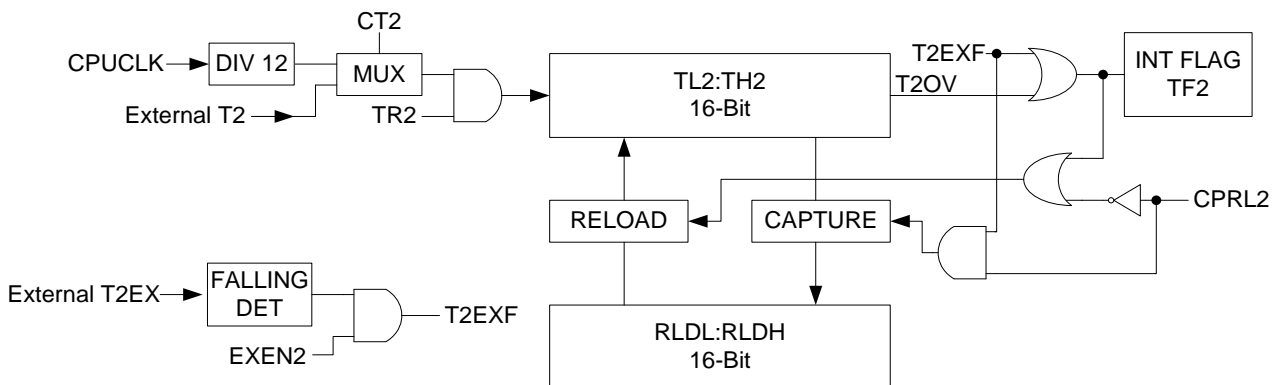 CT2
CPUCLK
DIV 12
MUX
External T2
TR2
TL2:TH2
16-Bit
T2EXF
T2OV
INT FLAG
TF2
RELOAD
CAPTURE
CPRL2
External T2EX
FALLING
DET
EXEN2
T2EXF
RLDL:RLDH
16-Bit